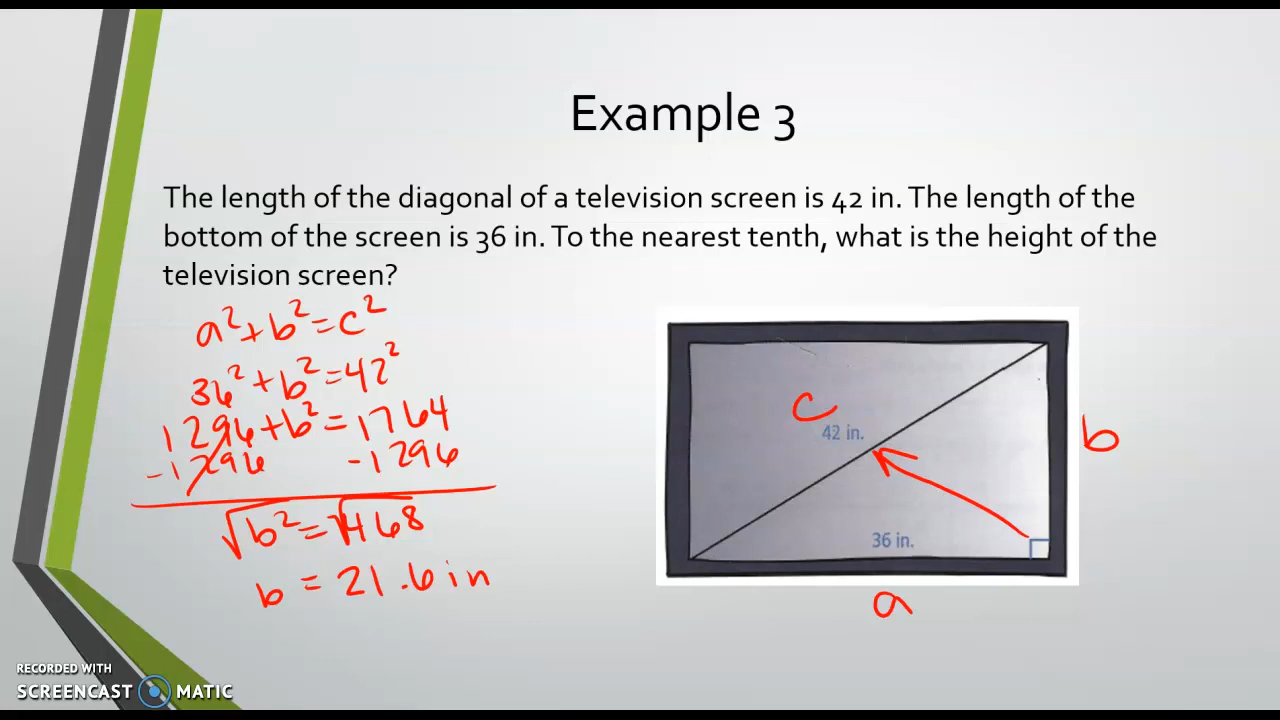 Example 3
The length of the diagonal of a television screen is 42 in. The length of the
bottom of the screen is 36 in. To the nearest tenth, what is the height of the
television screen?
a² + b² = c²
36² + b² = 42²
1296 + b² = 1764
-1296 -1296
√b² = √468
b = 21.6 in
c
42 in.
b
36 in.
a
RECORDED WITH
SCREENCAST MATIC